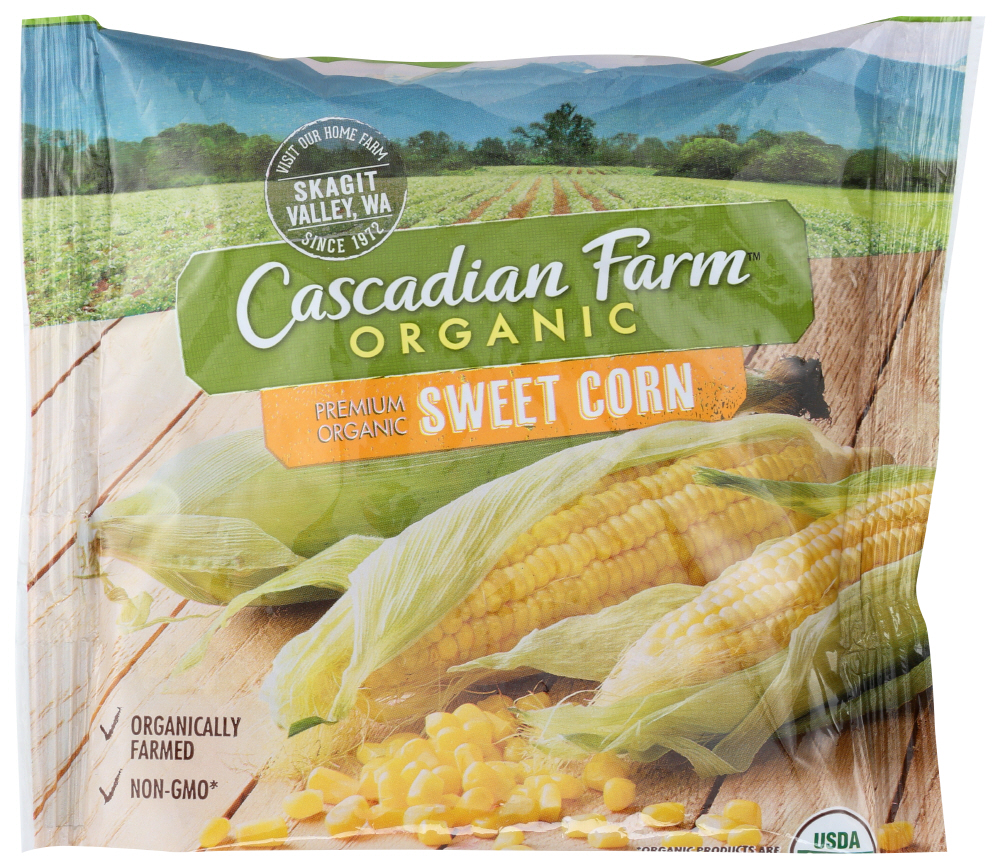 VISIT OUR HOME FARM
SKAGIT
VALLEY, WA
SINCE 1972
Cascadian Farm™
ORGANIC
PREMIUM
ORGANIC
SWEET CORN
✓ ORGANICALLY
FARMED
✓ NON-GMO*
*ORGANIC PRODUCTS ARE
USDA